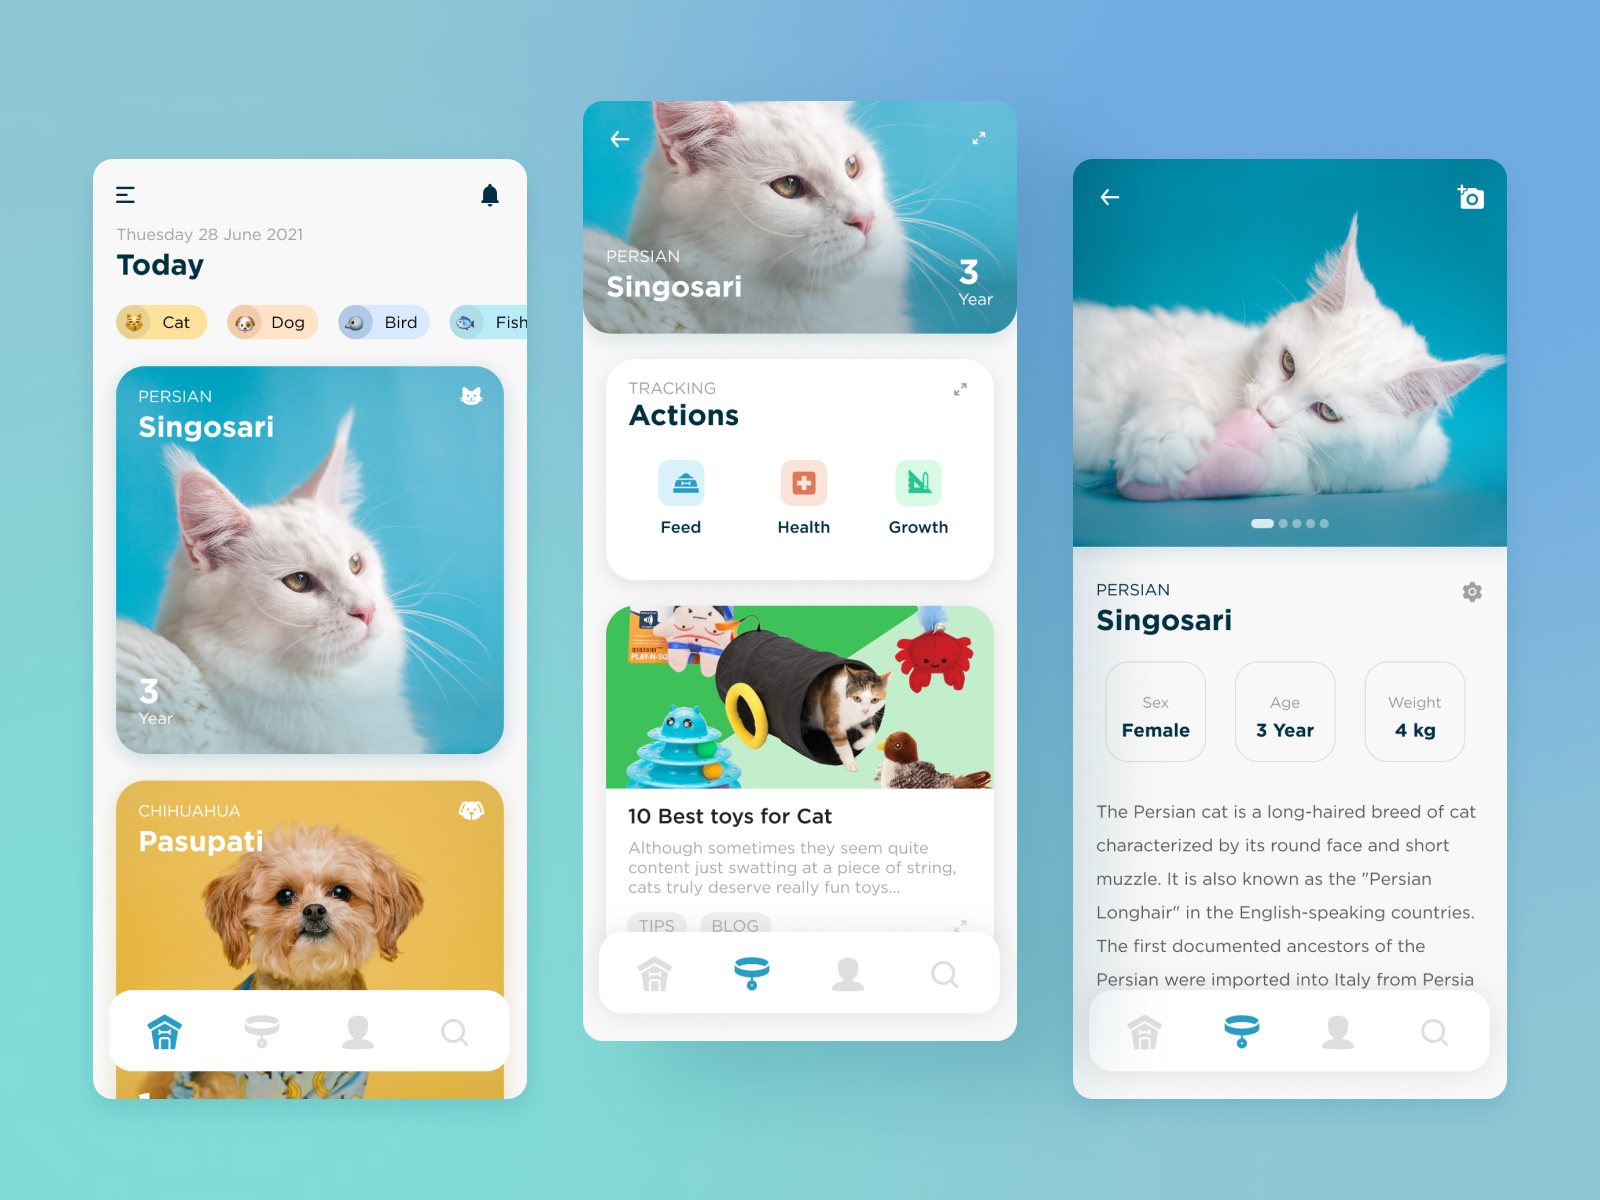 Thuesday 28 June 2021
Today
Cat
Dog
Bird
Fish
PERSIAN
Singosari
3
Year
CHIHUAHUA
Pasupati
PERSIAN
Singosari
3
Year
TRACKING
Actions
Feed
Health
Growth
PLAY-N-SQ
10 Best toys for Cat
Although sometimes they seem quite
content just swatting at a piece of string,
cats truly deserve really fun toys...
TIPS
BLOG
PERSIAN
Singosari
Sex
Female
Age
3 Year
Weight
4 kg
The Persian cat is a long-haired breed of cat
characterized by its round face and short
muzzle. It is also known as the "Persian
Longhair" in the English-speaking countries.
The first documented ancestors of the
Persian were imported into Italy from Persia